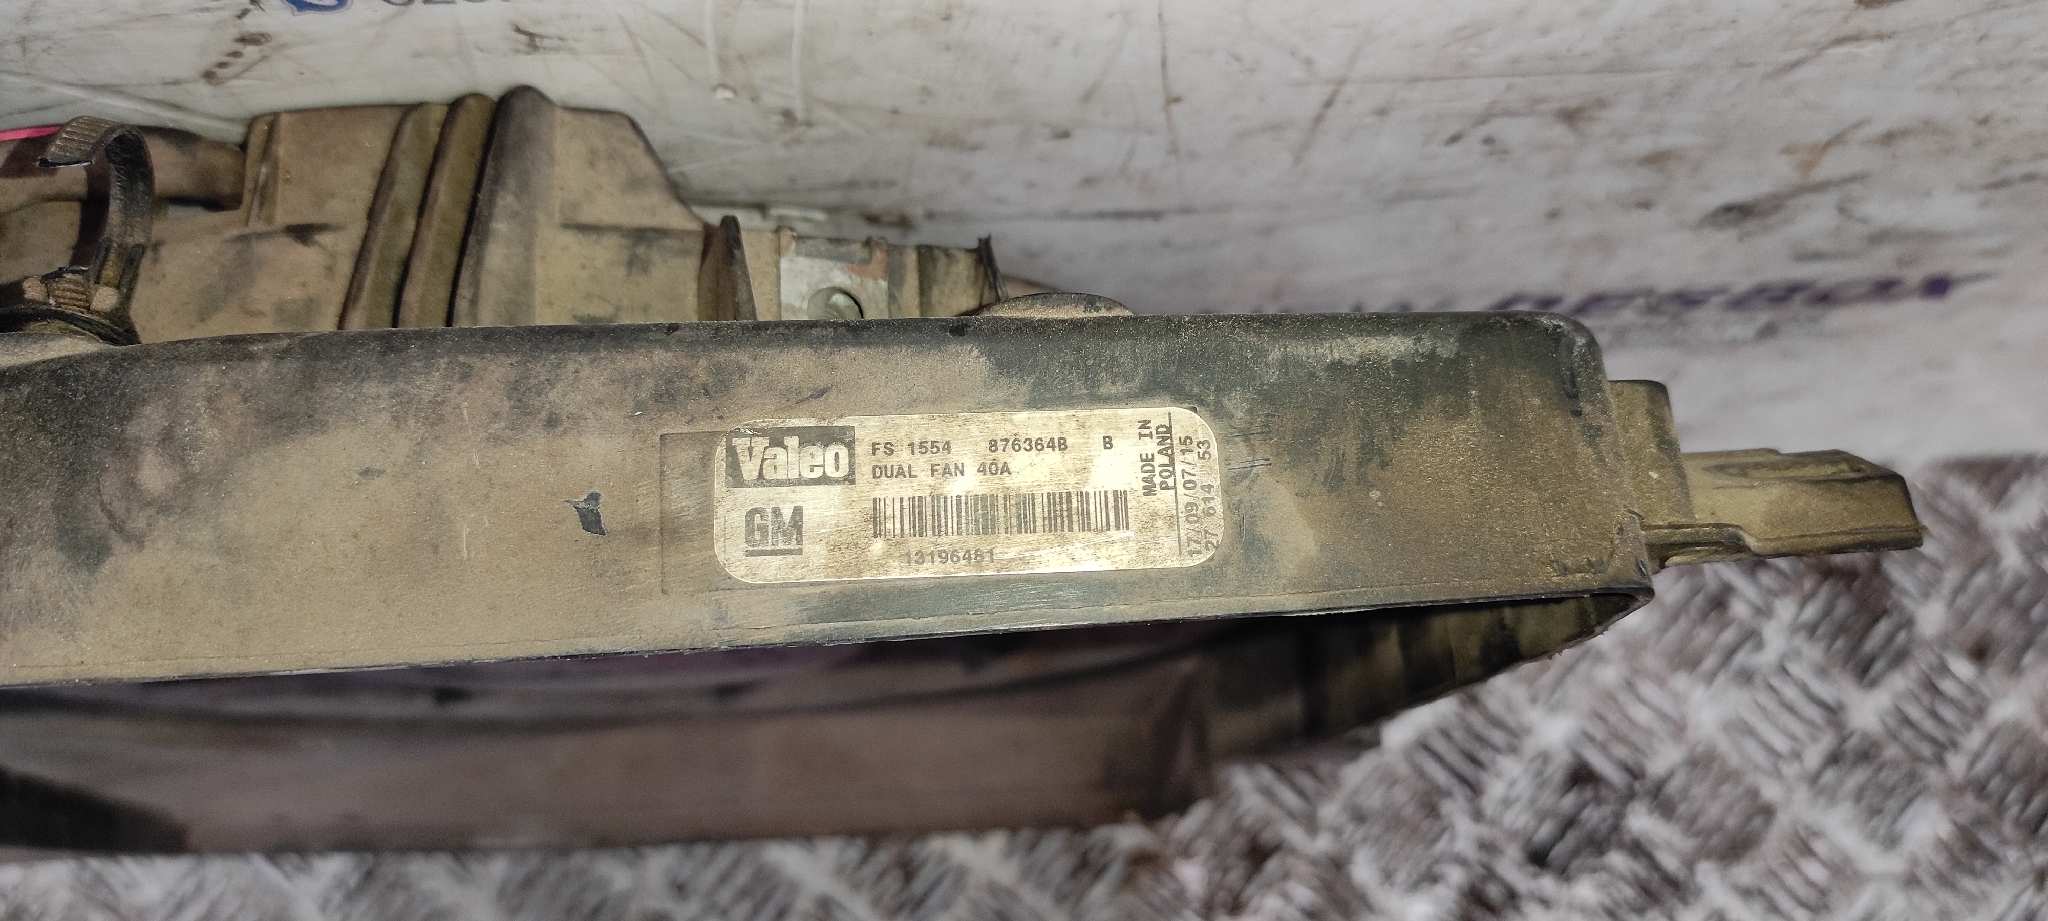 Valeo FS 1554 876364B B
DUAL FAN 40A
GM
13196481
MADE IN
POLAND
17 09/07/15
27 614 53